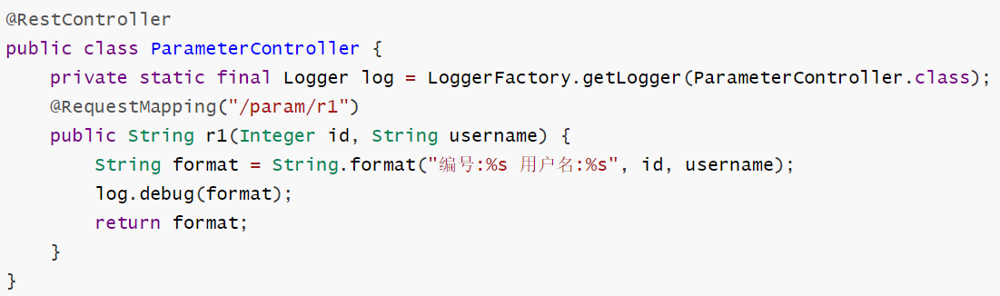 @RestController
public class ParameterController {
    private static final Logger log = LoggerFactory.getLogger(ParameterController.class);
    @RequestMapping("/param/r1")
    public String r1(Integer id, String username) {
        String format = String.format("编号:%s 用户名:%s", id, username);
        log.debug(format);
        return format;
    }
}